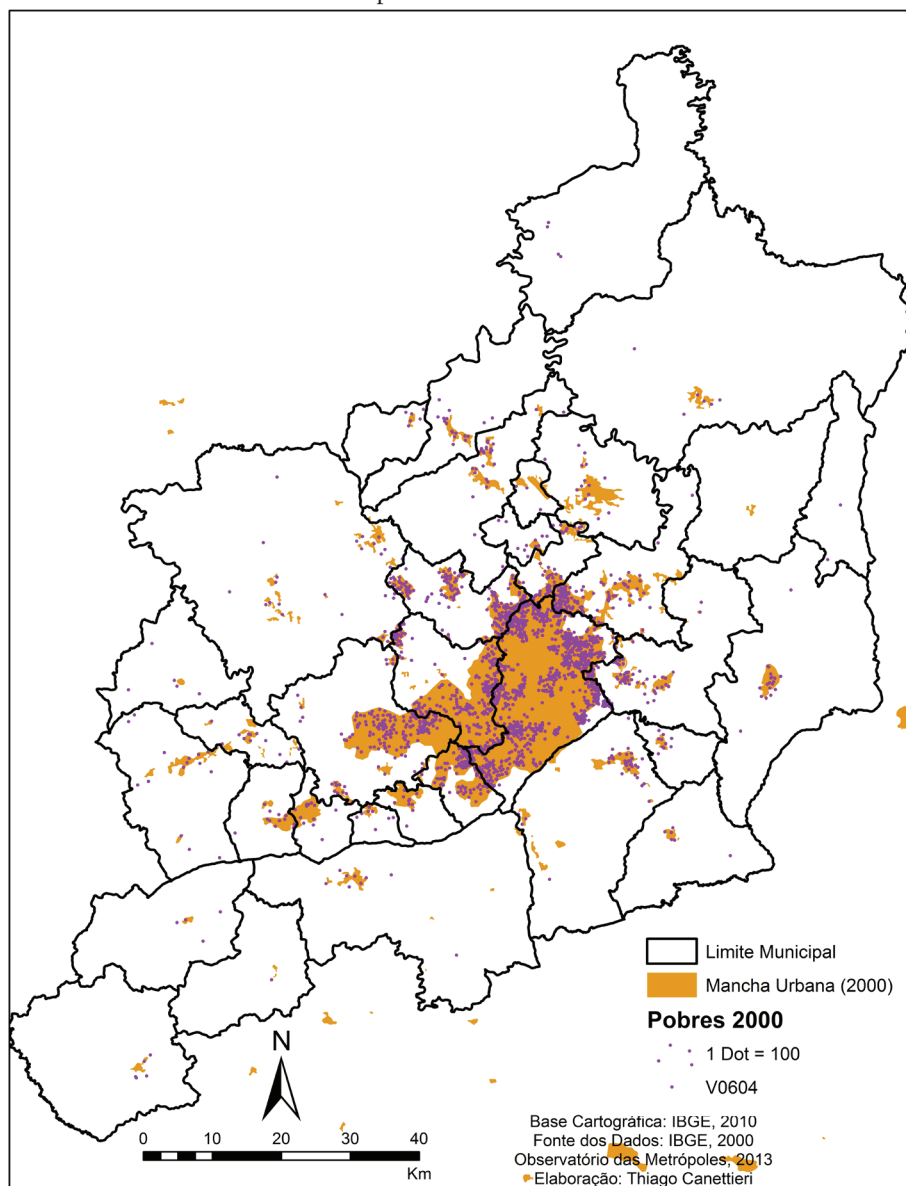 N
0 10 20 30 40
Km
Limite Municipal
Mancha Urbana (2000)
Pobres 2000
1 Dot = 100
V0604
Base Cartográfica: IBGE, 2010
Fonte dos Dados: IBGE, 2000
Observatório das Metrópoles, 2013
Elaboração: Thiago Canettieri